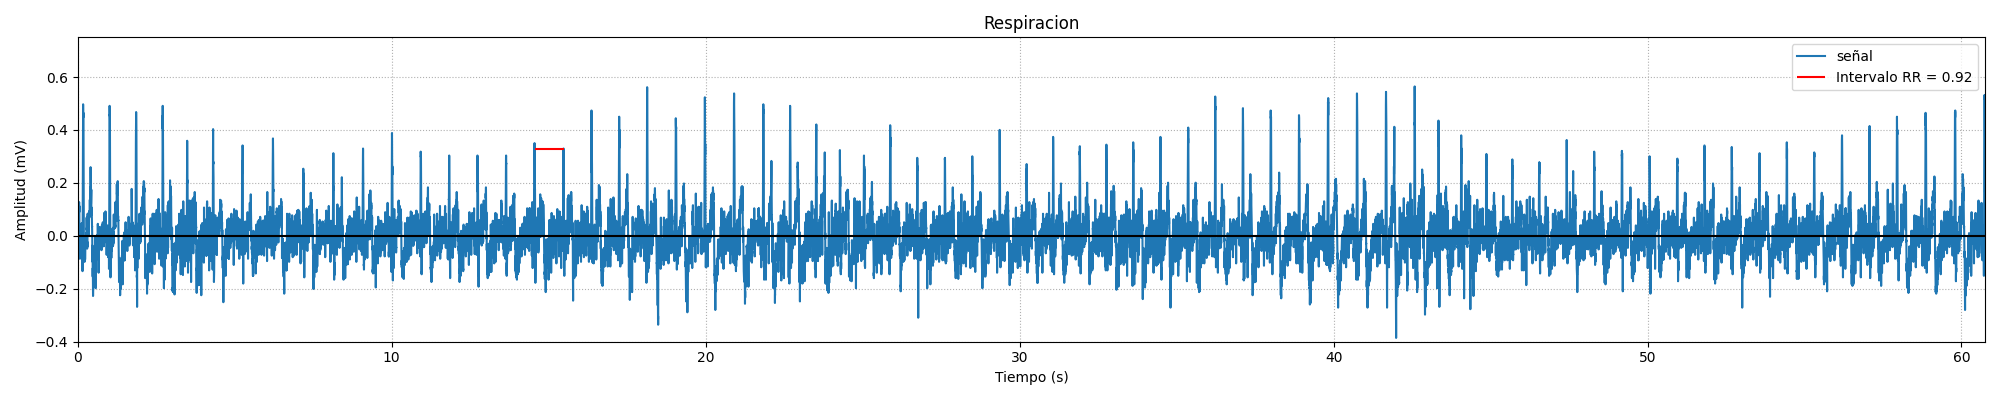 Respiracion
señal
Intervalo RR = 0.92
Amplitud (mV)
0.6
0.4
0.2
0.0
−0.2
−0.4
0 10 20 30 40 50 60
Tiempo (s)